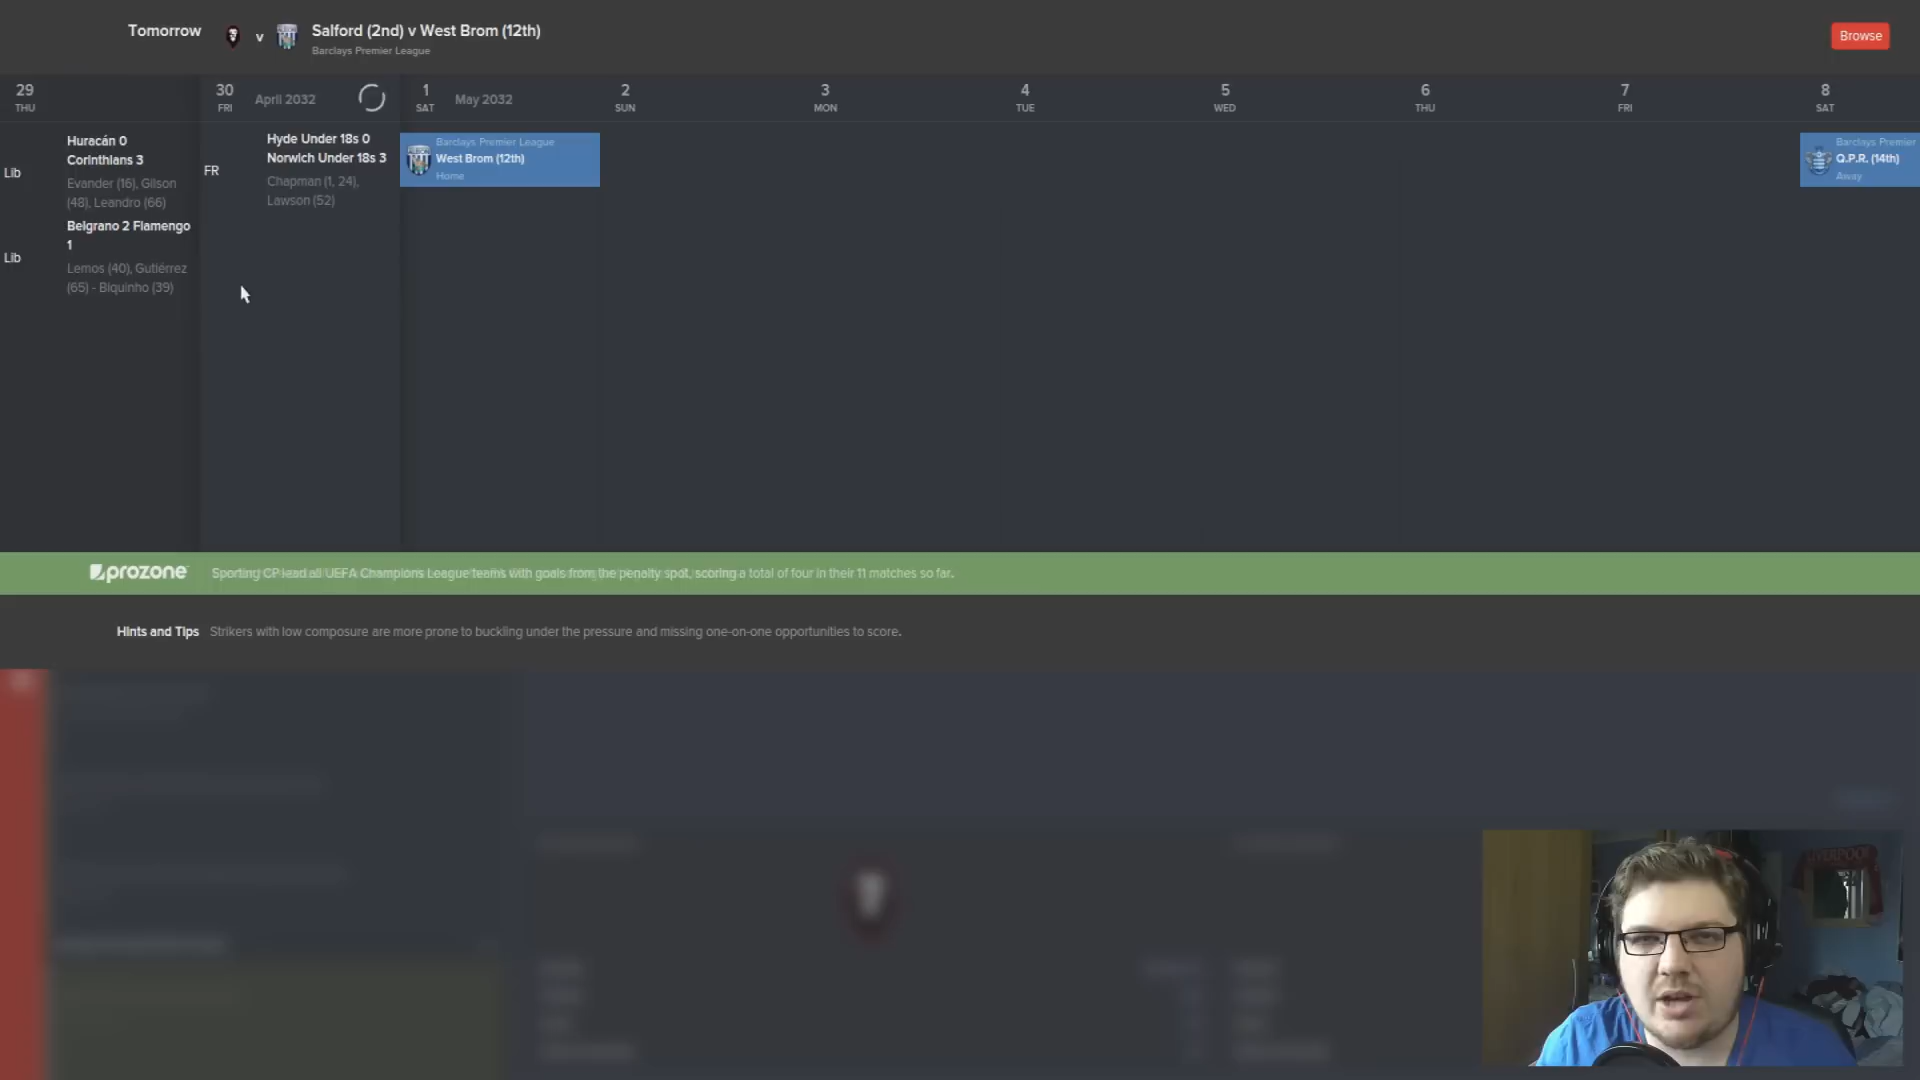 Tomorrow
v
Salford (2nd) v West Brom (12th)
Barclays Premier League
Browse
29
THU
30
FRI
April 2032
1
SAT
May 2032
2
SUN
3
MON
4
TUE
5
WED
6
THU
7
FRI
8
SAT
Lib
Huracán 0
Corinthians 3
Evander (16), Gilson
(48), Leandro (66)
Lib
Belgrano 2 Flamengo
1
Lemos (40), Gutiérrez
(65) - Biquinho (39)
FR
Hyde Under 18s 0
Norwich Under 18s 3
Chapman (1, 24),
Lawson (52)
Barclays Premier League
West Brom (12th)
Home
Barclays Premier
Q.P.R. (14th)
Away
prozone
Sporting CP lead all UEFA Champions League teams with goals from the penalty spot, scoring a total of four in their 11 matches so far.
Hints and Tips
Strikers with low composure are more prone to buckling under the pressure and missing one-on-one opportunities to score.
LIVERPOOL